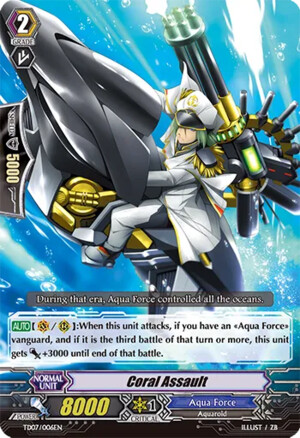 2
GRADE
5000
During that era, Aqua Force controlled all the oceans.
AUTO [ / ]:When this unit attacks, if you have an «Aqua Force»
vanguard, and if it is the third battle of that turn or more, this unit
gets +3000 until end of that battle.
NORMAL UNIT
Coral Assault
POWER
8000
1
CRITICAL
Aqua Force
Aquaroid
TD07/006EN
ILLUST / ZB